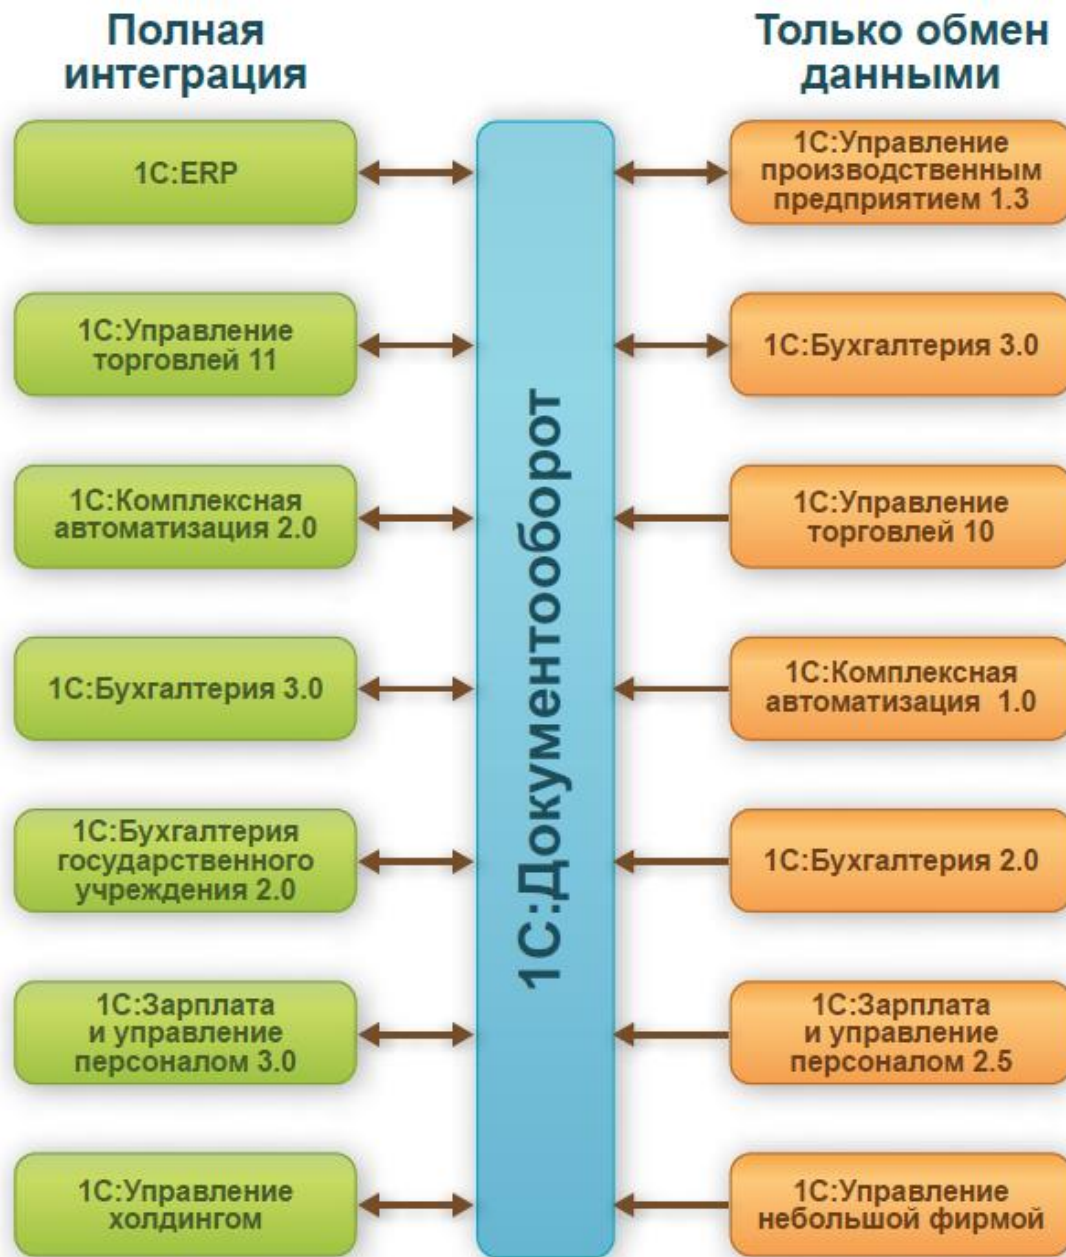 Полная
интеграция
1С:ERP
1С:Управление
торговлей 11
1С:Комплексная
автоматизация 2.0
1С:Бухгалтерия 3.0
1С:Бухгалтерия
государственного
учреждения 2.0
1С:Зарплата
и управление
персоналом 3.0
1С:Управление
холдингом
1С:Документооборот
Только обмен
данными
1С:Управление
производственным
предприятием 1.3
1С:Бухгалтерия 3.0
1С:Управление
торговлей 10
1С:Комплексная
автоматизация 1.0
1С:Бухгалтерия 2.0
1С:Зарплата
и управление
персоналом 2.5
1С:Управление
небольшой фирмой